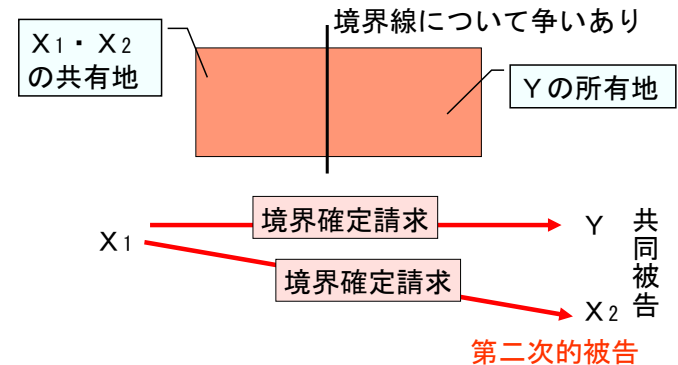 境界線について争いあり
Ｘ1・Ｘ2
の共有地
Ｙの所有地
境界確定請求
Ｘ1
Ｙ
境界確定請求
Ｘ2
共同被告
第二次的被告